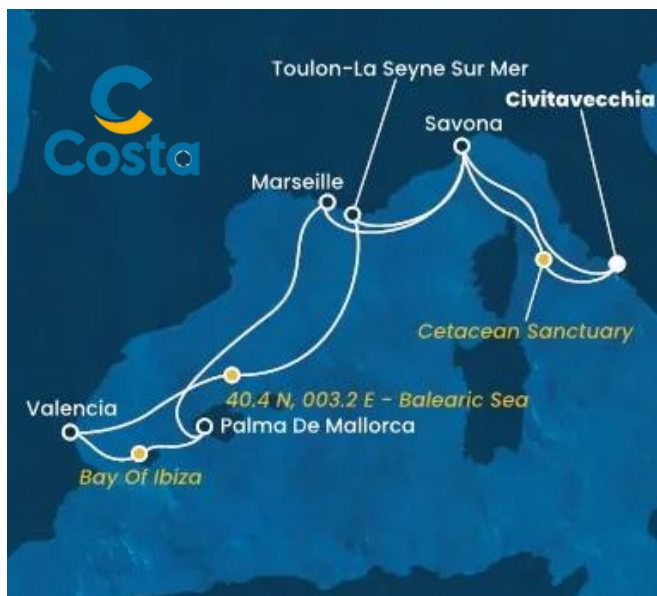 Costa
Toulon-La Seyne Sur Mer
Civitavecchia
Savona
Marseille
Cetacean Sanctuary
40.4 N, 003.2 E - Balearic Sea
Valencia
Palma De Mallorca
Bay Of Ibiza